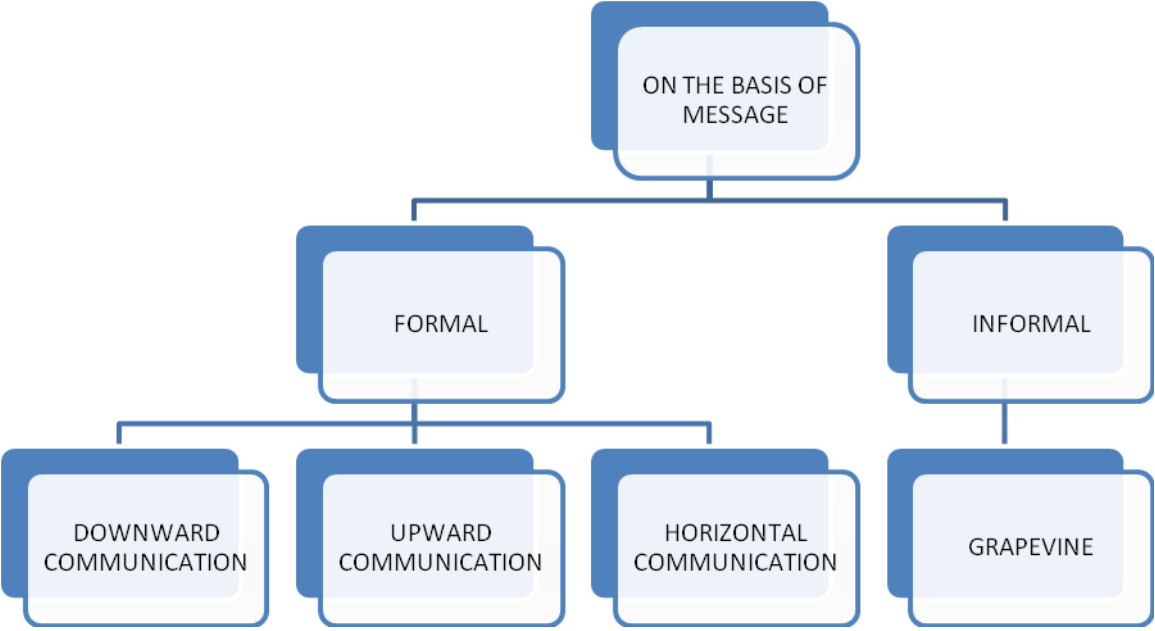 ON THE BASIS OF
MESSAGE
FORMAL
INFORMAL
DOWNWARD
COMMUNICATION
UPWARD
COMMUNICATION
HORIZONTAL
COMMUNICATION
GRAPEVINE